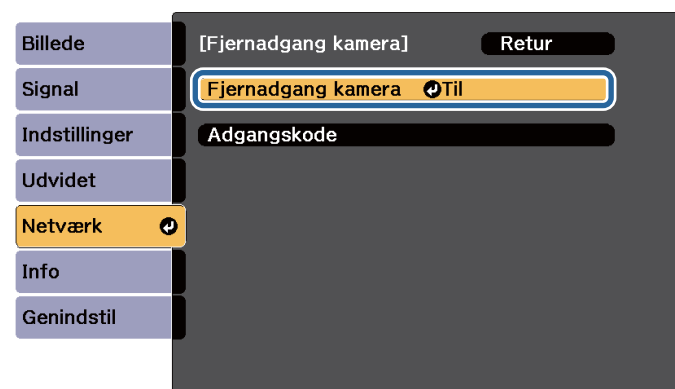 Billede
Signal
Indstillinger
Udvidet
Netværk
Info
Genindstil
[Fjernadgang kamera] Retur
Fjernadgang kamera Til
Adgangskode